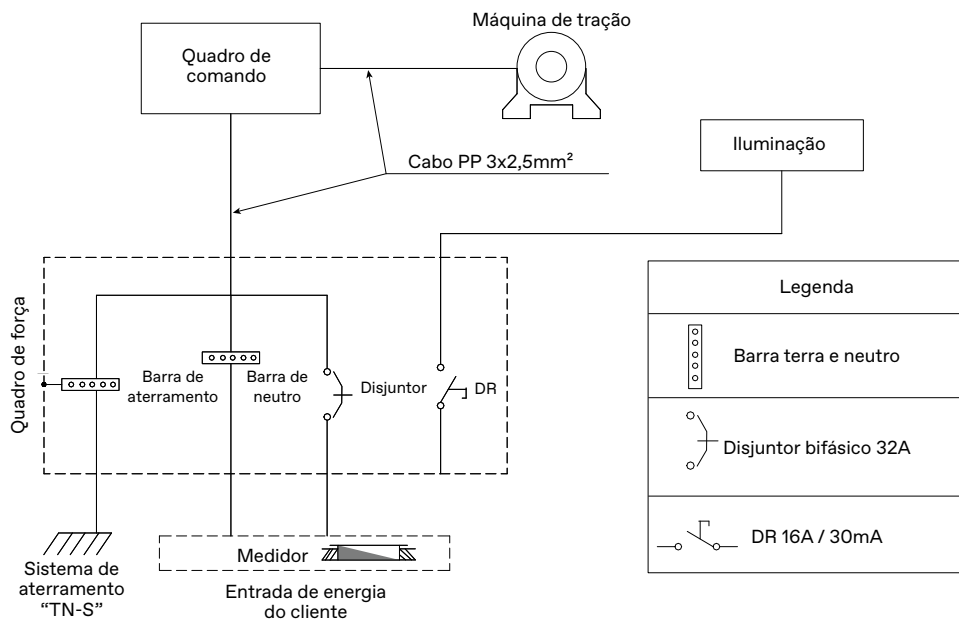 Máquina de tração
Quadro de
comando
Iluminação
Cabo PP 3x2,5mm²
Quadro de força
Barra de
aterramento
Barra de
neutro
Disjuntor
DR
Medidor
Sistema de
aterramento
“TN-S”
Entrada de energia
do cliente
Legenda
Barra terra e neutro
Disjuntor bifásico 32A
DR 16A / 30mA